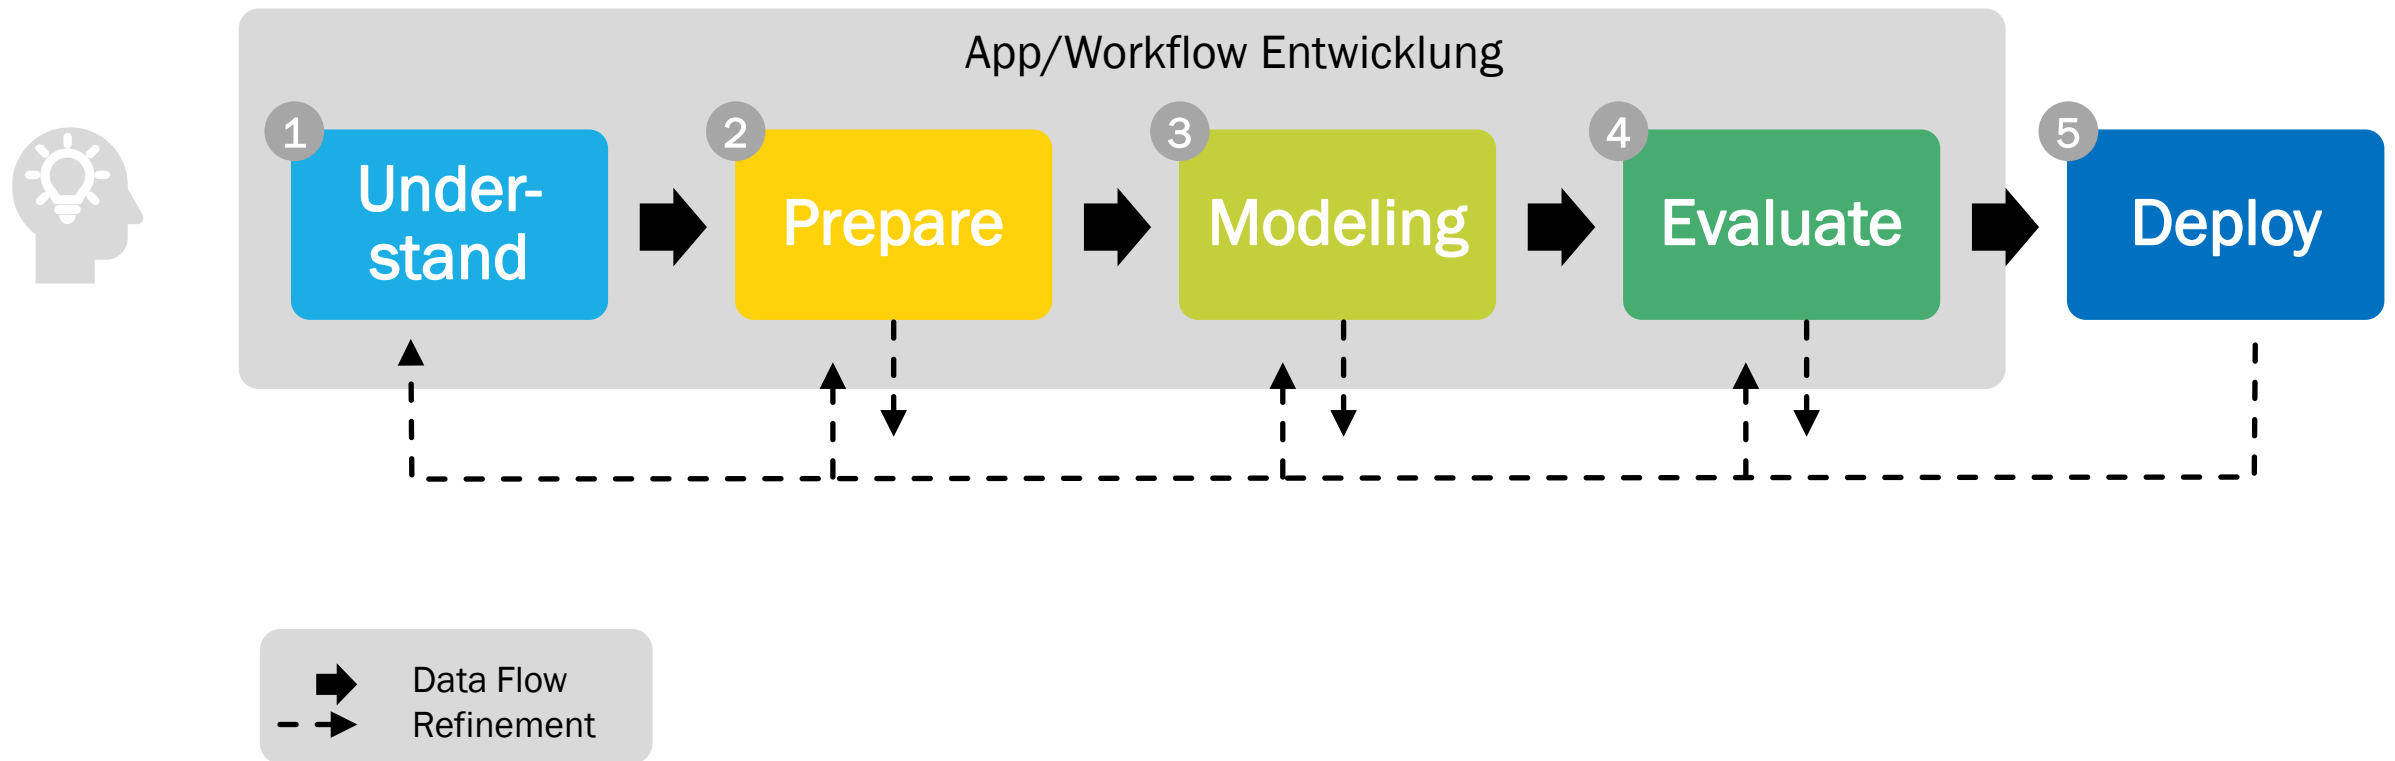 App/Workflow Entwicklung
1
Under-
stand
2
Prepare
3
Modeling
4
Evaluate
5
Deploy
Data Flow
Refinement